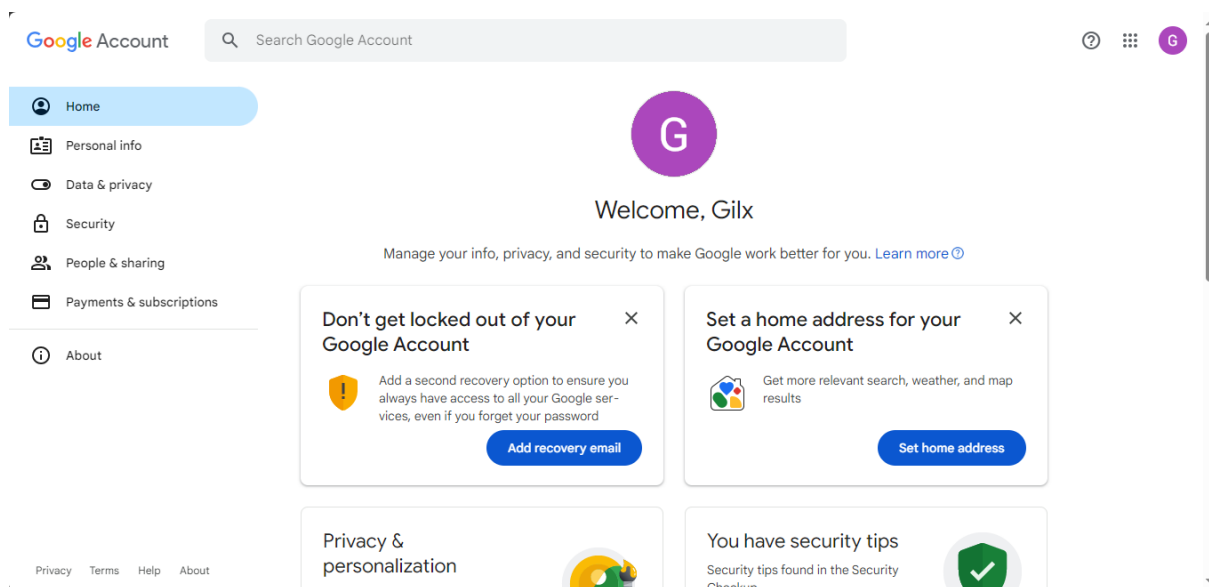 Google Account
Search Google Account
G
Home
Personal info
Data & privacy
Security
People & sharing
Payments & subscriptions
About
G
Welcome, Gilx
Manage your info, privacy, and security to make Google work better for you. Learn more
Don't get locked out of your
Google Account
Add a second recovery option to ensure you
always have access to all your Google ser-
vices, even if you forget your password
Add recovery email
Set a home address for your
Google Account
Get more relevant search, weather, and map
results
Set home address
Privacy &
personalization
You have security tips
Security tips found in the Security
Checkup
Privacy Terms Help About